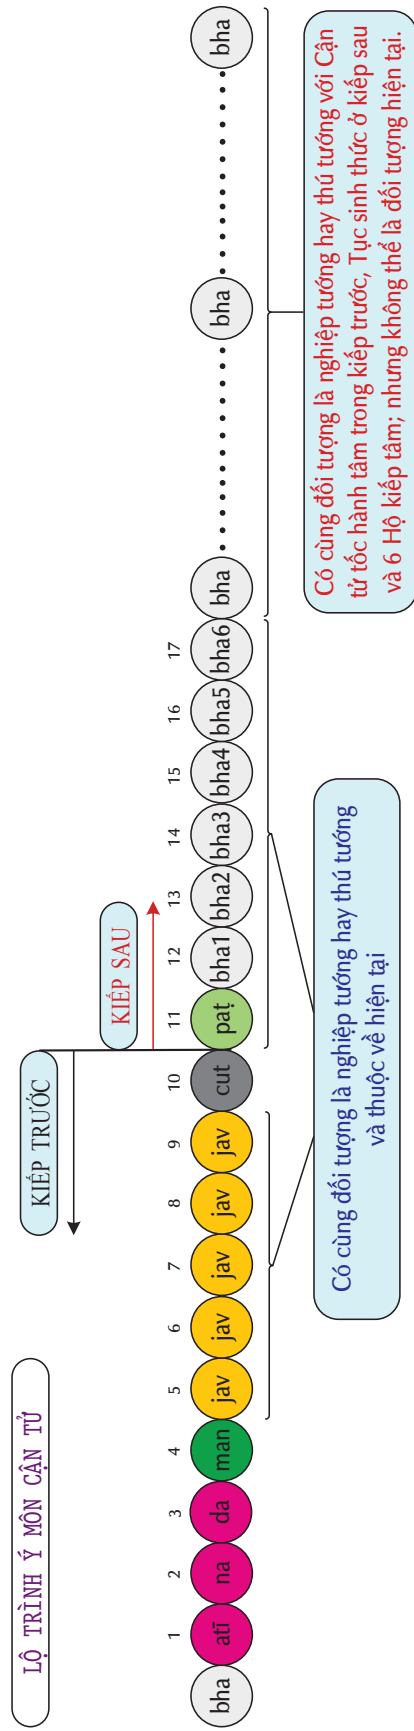 LỘ TRÌNH Ý MÔN CẬN TỬ
KIẾP TRƯỚC
KIẾP SAU
1 2 3 4 5 6 7 8 9 10 11 12 13 14 15 16 17
bha atī na da man jav jav jav jav jav cut paṭ bha1 bha2 bha3 bha4 bha5 bha6 bha bha bha
Có cùng đối tượng là nghiệp tướng hay thú tướng
và thuộc về hiện tại
Có cùng đối tượng là nghiệp tướng hay thú tướng với Cận
tử tốc hành tâm trong kiếp trước, Tục sinh thức ở kiếp sau
và 6 Hộ kiếp tâm; nhưng không thể là đối tượng hiện tại.